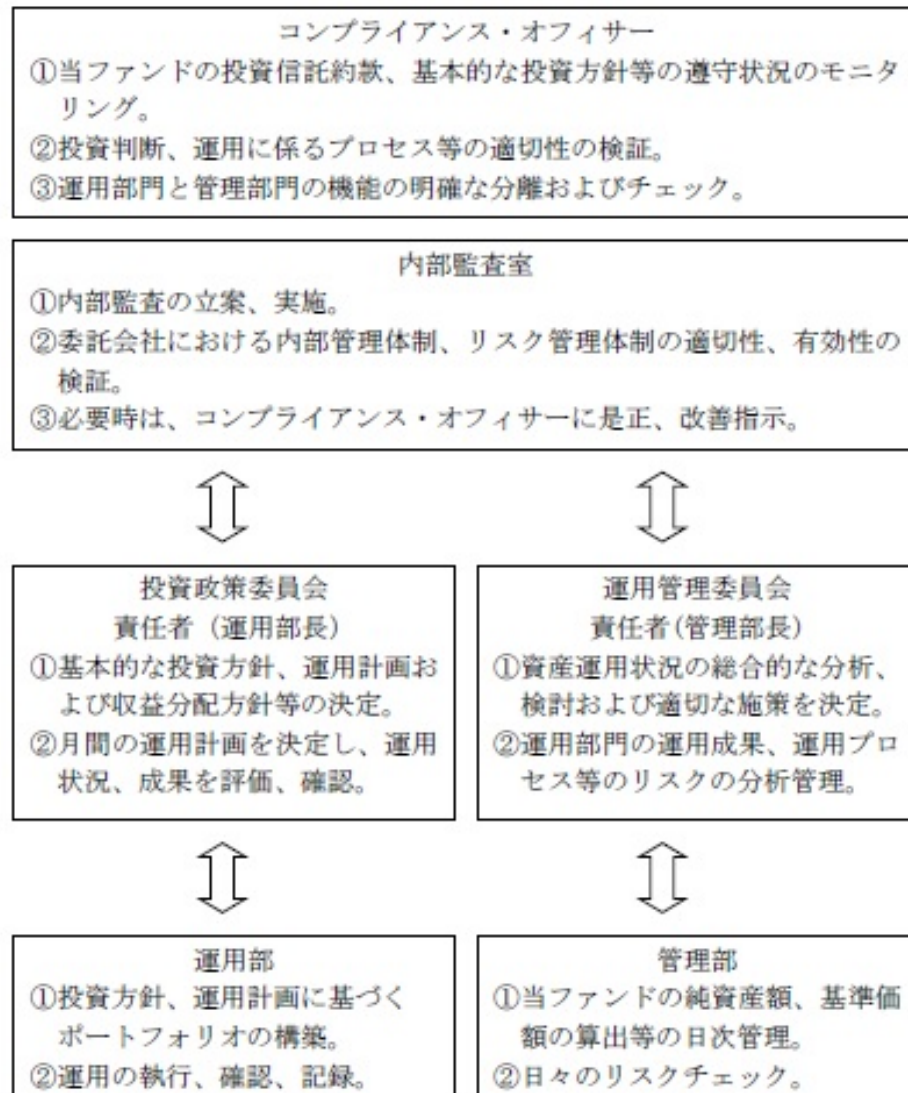 コンプライアンス・オフィサー
①当ファンドの投資信託約款、基本的な投資方針等の遵守状況のモニタ
リング。
②投資判断、運用に係るプロセス等の適切性の検証。
③運用部門と管理部門の機能の明確な分離およびチェック。
内部監査室
①内部監査の立案、実施。
②委託会社における内部管理体制、リスク管理体制の適切性、有効性の
検証。
③必要時は、コンプライアンス・オフィサーに是正、改善指示。
投資政策委員会
責任者（運用部長）
①基本的な投資方針、運用計画お
よび収益分配方針等の決定。
②月間の運用計画を決定し、運用
状況、成果を評価、確認。
運用管理委員会
責任者(管理部長)
①資産運用状況の総合的な分析、
検討および適切な施策を決定。
②運用部門の運用成果、運用プロ
セス等のリスクの分析管理。
運用部
①投資方針、運用計画に基づく
ポートフォリオの構築。
②運用の執行、確認、記録。
管理部
①当ファンドの純資産額、基準価
額の算出等の日次管理。
②日々のリスクチェック。